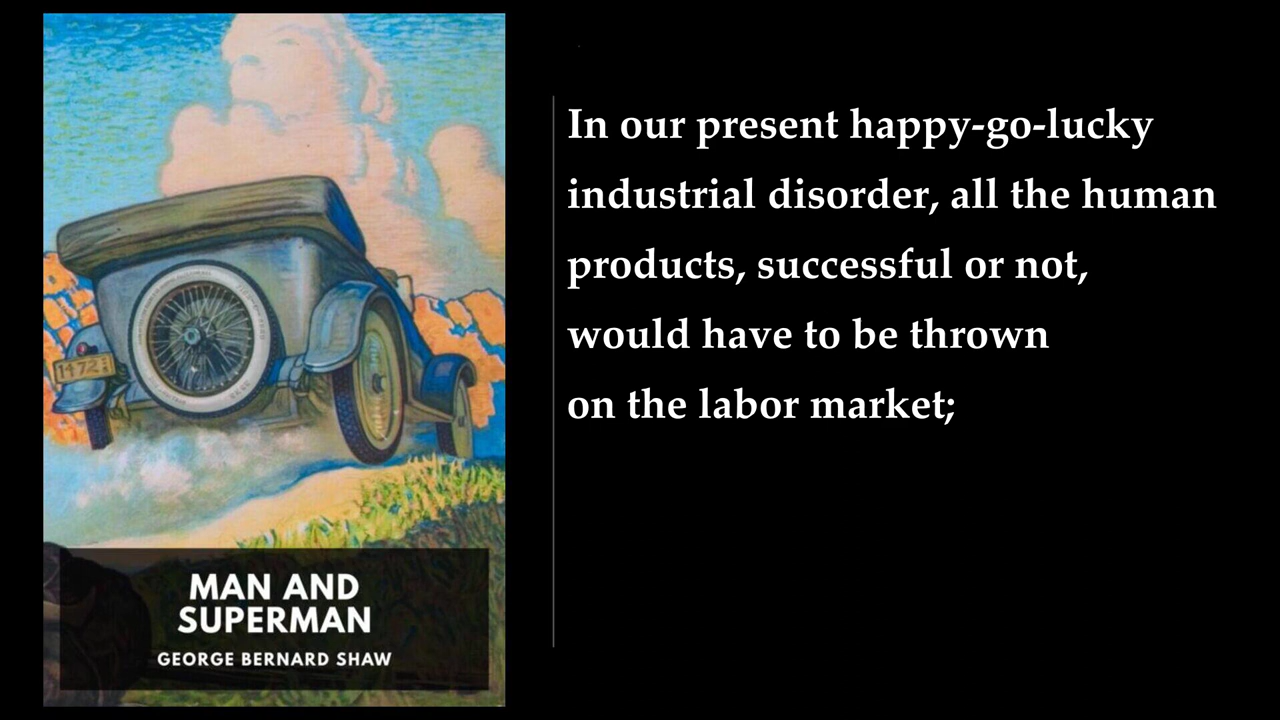 In our present happy-go-lucky
industrial disorder, all the human
products, successful or not,
would have to be thrown
on the labor market;
1472
MAN AND
SUPERMAN
GEORGE BERNARD SHAW